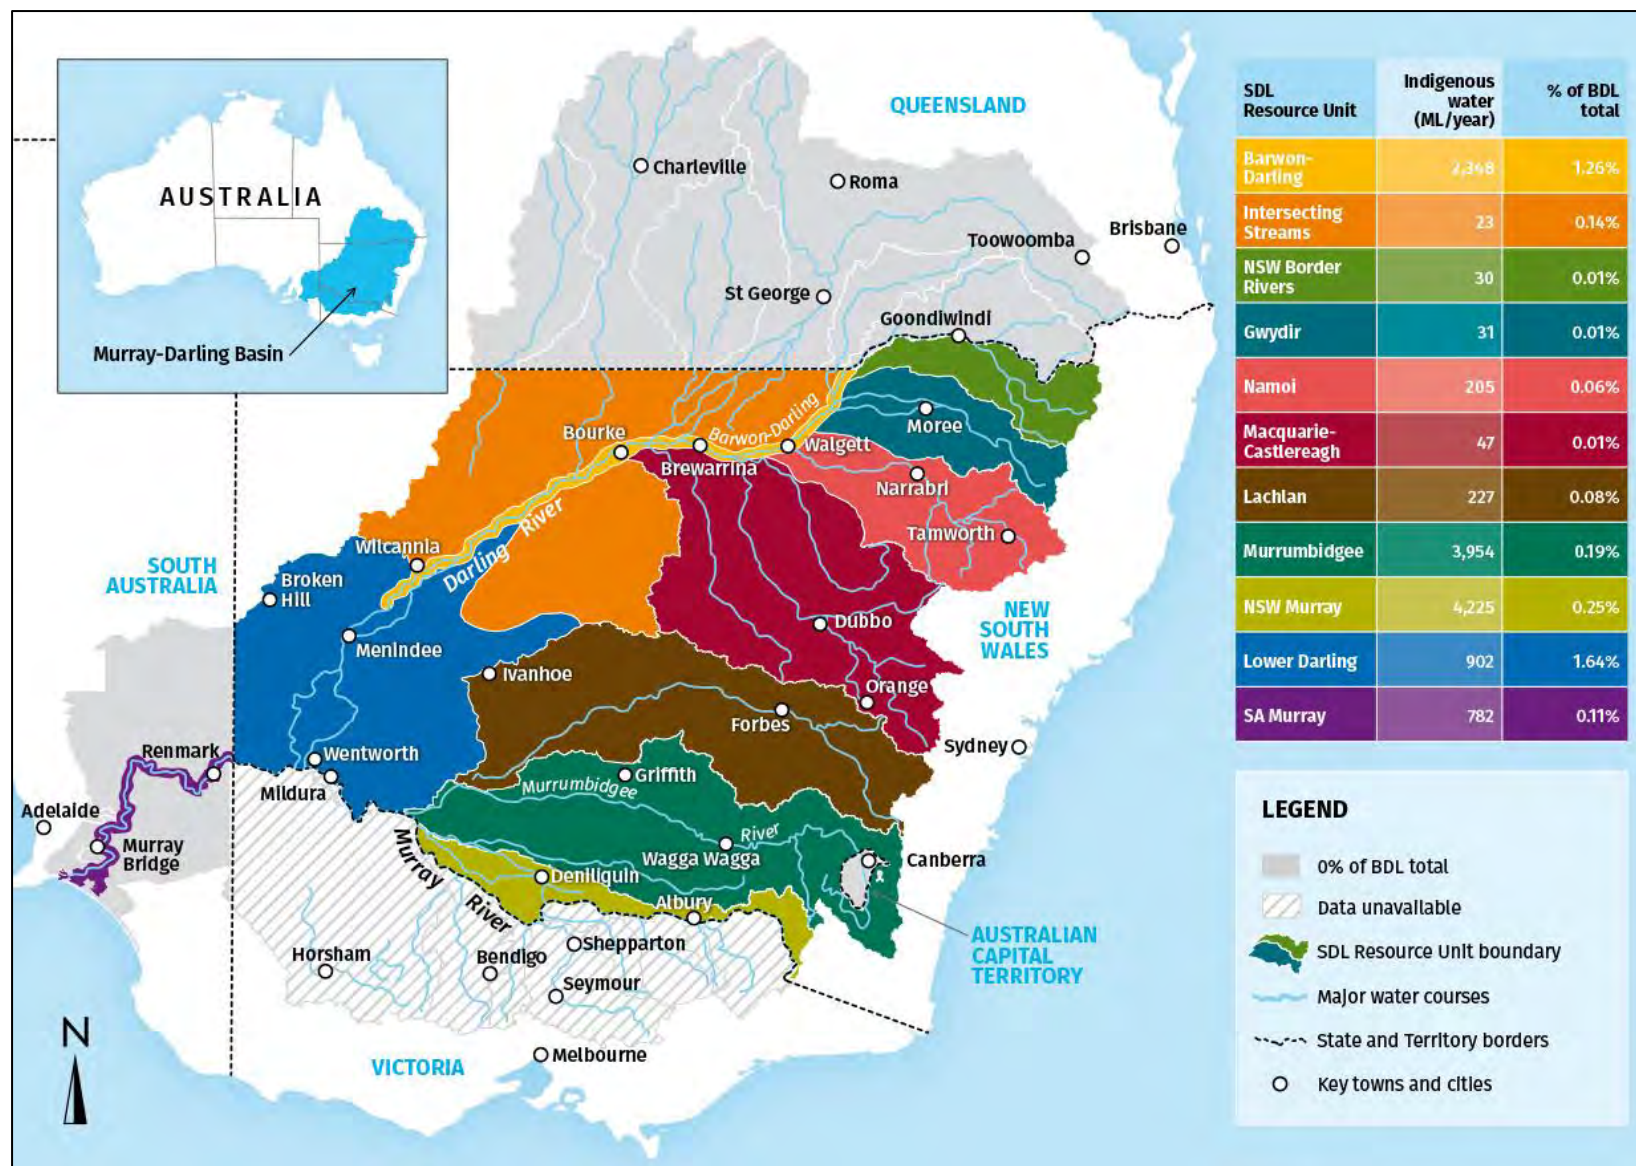 AUSTRALIA
Murray-Darling Basin
QUEENSLAND
Charleville
Roma
Toowoomba
Brisbane
St George
Goondiwindi
Barwon-Darling
Moree
Bourke
Brewarrina
Walgett
Narrabri
Tamworth
Darling River
Wilcannia
SOUTH
AUSTRALIA
Broken
Hill
Menindee
Ivanhoe
Dubbo
NEW
SOUTH
WALES
Orange
Forbes
Sydney
Renmark
Wentworth
Mildura
Griffith
Murrumbidgee River
Adelaide
Murray
Bridge
Wagga Wagga
Canberra
Murray River
Deniliquin
Albury
AUSTRALIAN
CAPITAL
TERRITORY
Horsham
Bendigo
Shepparton
Seymour
N
VICTORIA
Melbourne
SDL
Resource Unit
Indigenous
water
(ML/year)
% of BDL
total
Barwon-
Darling
2,348
1.26%
Intersecting
Streams
23
0.14%
NSW Border
Rivers
30
0.01%
Gwydir
31
0.01%
Namoi
205
0.06%
Macquarie-
Castlereagh
47
0.01%
Lachlan
227
0.08%
Murrumbidgee
3,954
0.19%
NSW Murray
4,225
0.25%
Lower Darling
902
1.64%
SA Murray
782
0.11%
LEGEND
0% of BDL total
Data unavailable
SDL Resource Unit boundary
Major water courses
State and Territory borders
Key towns and cities